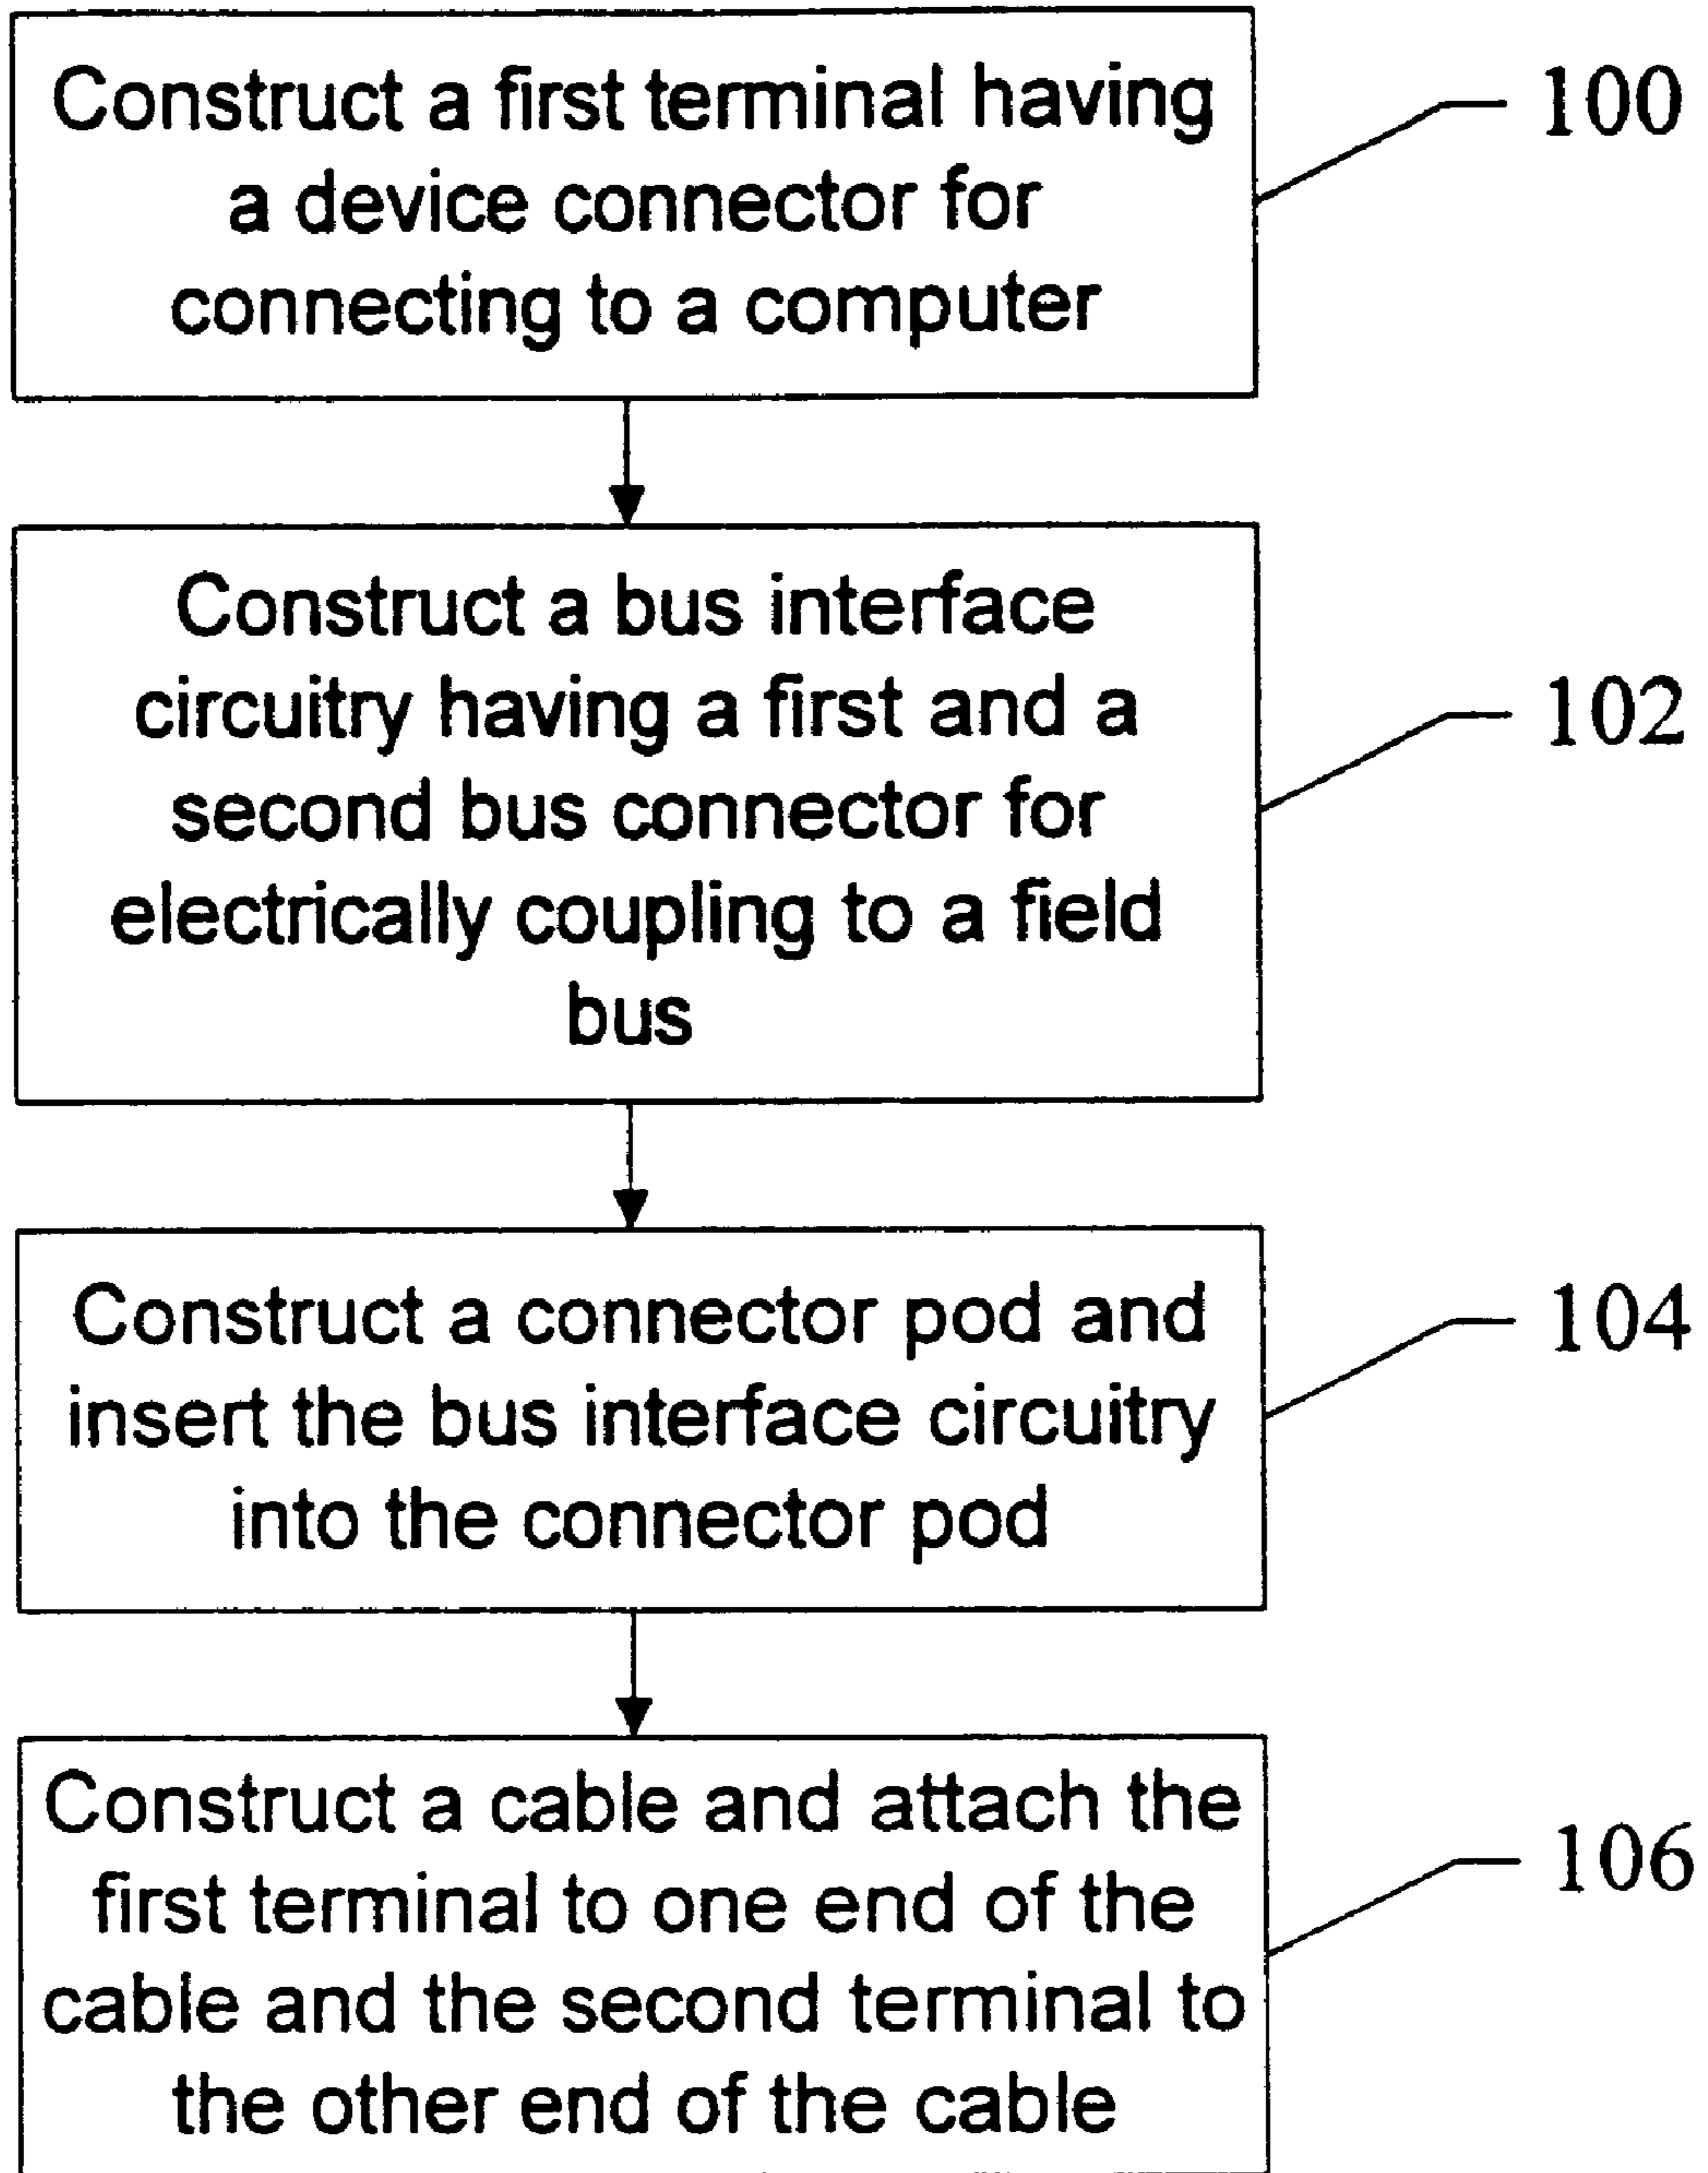 Construct a first terminal having
a device connector for
connecting to a computer
100
Construct a bus interface
circuitry having a first and a
second bus connector for
electrically coupling to a field
bus
102
Construct a connector pod and
insert the bus interface circuitry
into the connector pod
104
Construct a cable and attach the
first terminal to one end of the
cable and the second terminal to
the other end of the cable
106